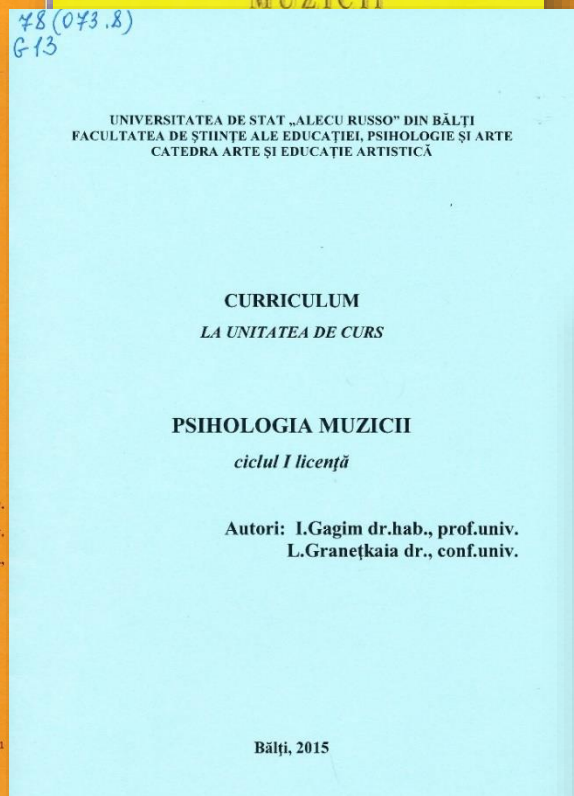 MUZICII
78(073.8)
G13
UNIVERSITATEA DE STAT „ALECU RUSSO” DIN BĂLȚI
FACULTATEA DE ȘTIINȚE ALE EDUCAȚIEI, PSIHOLOGIE ȘI ARTE
CATEDRA ARTE ȘI EDUCAȚIE ARTISTICĂ
CURRICULUM
LA UNITATEA DE CURS
PSIHOLOGIA MUZICII
ciclul I licență
Autori: I.Gagim dr.hab., prof.univ.
L.Granețkaia dr., conf.univ.
Bălți, 2015